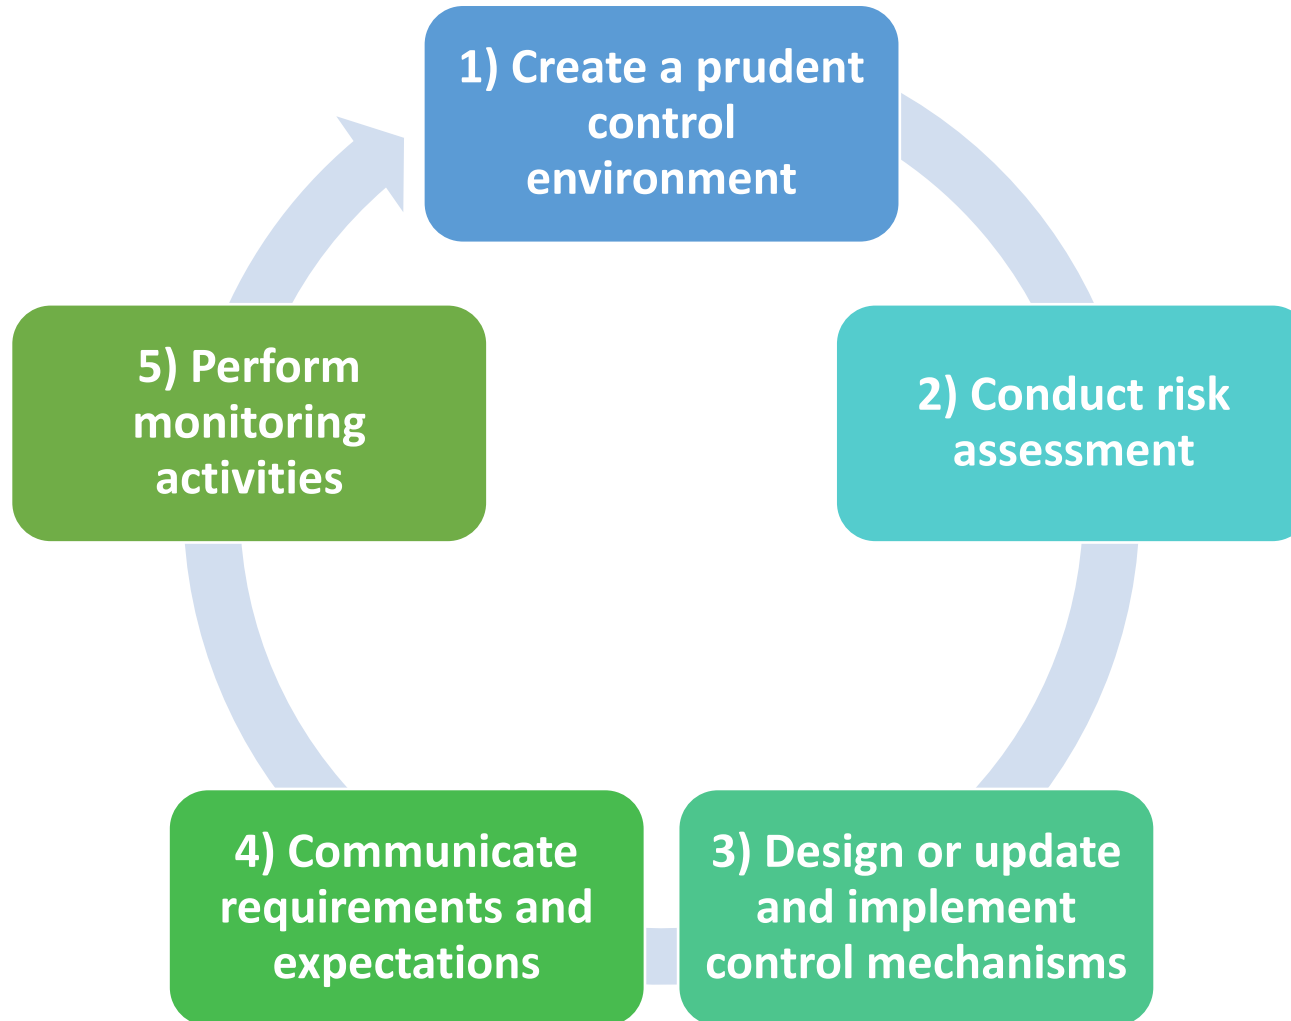 1) Create a prudent
control
environment
2) Conduct risk
assessment
3) Design or update
and implement
control mechanisms
4) Communicate
requirements and
expectations
5) Perform
monitoring
activities